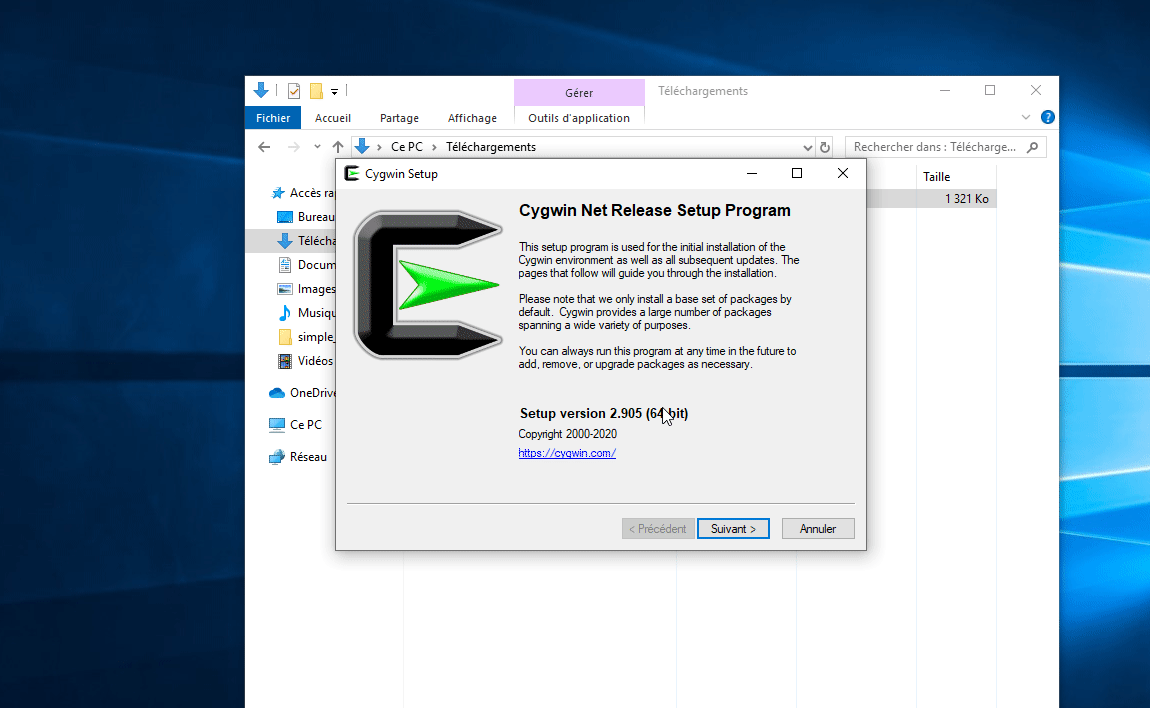 Gérer
Téléchargements
Fichier
Accueil
Partage
Affichage
Outils d'application
Ce PC
Téléchargements
Rechercher dans : Télécharge...
Cygwin Setup
Taille
1 321 Ko
Accès ra
Bureau
Télécha
Docum
Images
Musiqu
simple_
Vidéos
OneDrive
Ce PC
Réseau
Cygwin Net Release Setup Program
This setup program is used for the initial installation of the
Cygwin environment as well as all subsequent updates. The
pages that follow will guide you through the installation.
Please note that we only install a base set of packages by
default. Cygwin provides a large number of packages
spanning a wide variety of purposes.
You can always run this program at any time in the future to
add, remove, or upgrade packages as necessary.
Setup version 2.905 (64 bit)
Copyright 2000-2020
https://cygwin.com/
< Précédent
Suivant >
Annuler